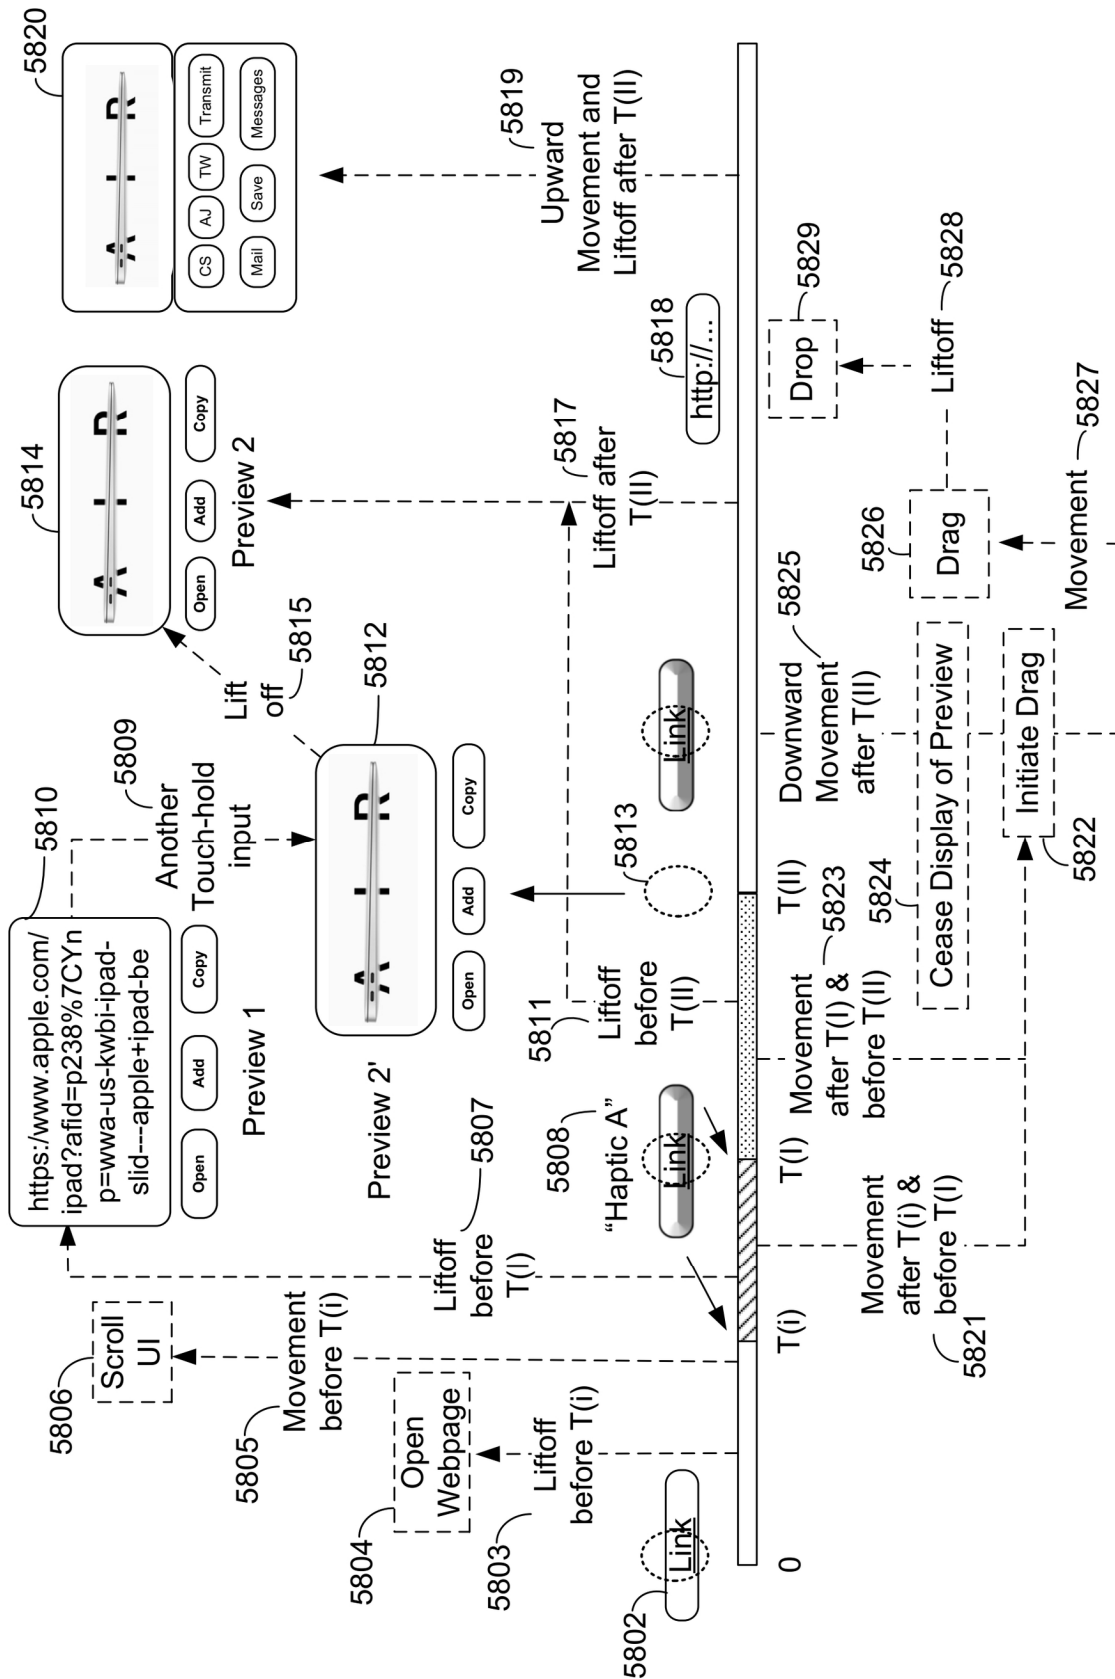 5802
Link
0
5803
Liftoff
before T(i)
5804
Open
Webpage
5805
Movement
before T(i)
5806
Scroll
UI
T(i)
5807
Liftoff
before
T(I)
5810
https:/www.apple.com/
ipad?afid=p238%7CYn
p=wwa-us-kwbi-ipad-
slid---apple+ipad-be
Open
Add
Copy
Preview 1
5808
“Haptic A”
Link
T(I)
5809
Another
Touch-hold
input
5811
Liftoff
before
T(II)
5812
A I R
Open
Add
Copy
Preview 2'
5813
T(II)
Link
Lift
off
5815
5814
A I R
Open
Add
Copy
Preview 2
5817
Liftoff after
T(II)
5818
http://...
5819
Upward
Movement and
Liftoff after T(II)
5820
A I R
CS
AJ
TW
Transmit
Mail
Save
Messages
Movement
after T(i) &
before T(I)
5821
Movement
after T(I) &
before T(II)
5823
5824
Cease Display of Preview
Downward
Movement
after T(II)
5825
Initiate Drag
5822
5826
Drag
Movement
5827
Liftoff
5828
Drop
5829